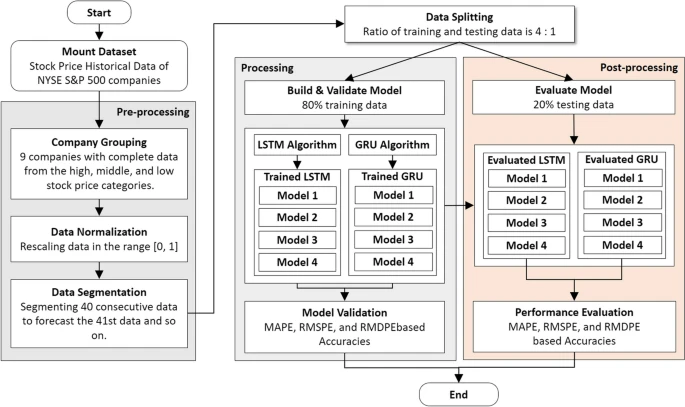 Start
Mount Dataset
Stock Price Historical Data of
NYSE S&P 500 companies
Pre-processing
Company Grouping
9 companies with complete data
from the high, middle, and low
stock price categories.
Data Normalization
Rescaling data in the range [0, 1]
Data Segmentation
Segmenting 40 consecutive data
to forecast the 41st data and so
on.
Data Splitting
Ratio of training and testing data is 4 : 1
Processing
Build & Validate Model
80% training data
LSTM Algorithm
GRU Algorithm
Trained LSTM
Model 1
Model 2
Model 3
Model 4
Trained GRU
Model 1
Model 2
Model 3
Model 4
Model Validation
MAPE, RMSPE, and RMDPEbased
Accuracies
Post-processing
Evaluate Model
20% testing data
Evaluated LSTM
Model 1
Model 2
Model 3
Model 4
Evaluated GRU
Model 1
Model 2
Model 3
Model 4
Performance Evaluation
MAPE, RMSPE, and RMDPE
based Accuracies
End